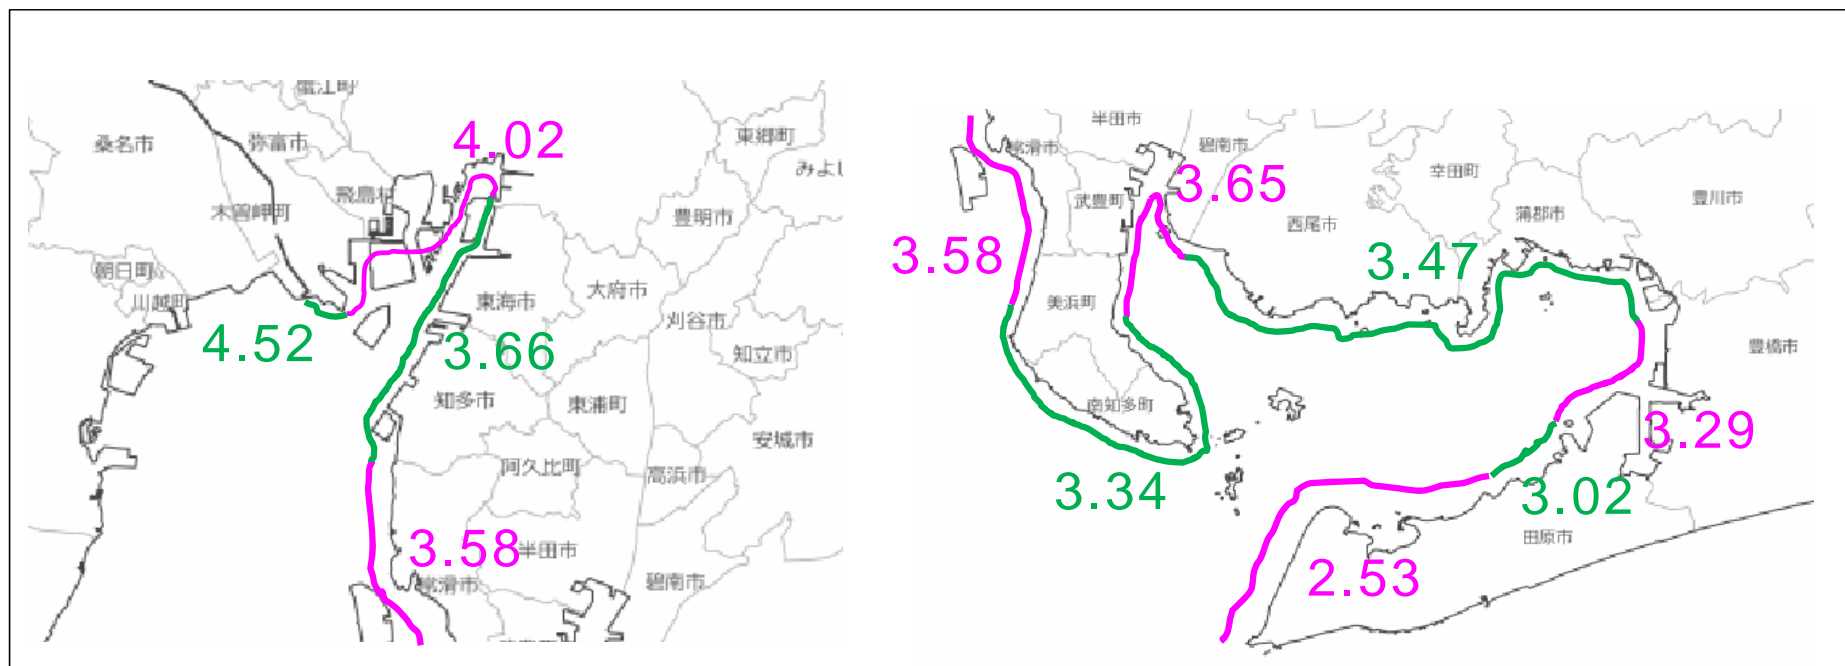 蟹江町
桑名市
弥富市
4.02
東郷町
みよし
飛島村
木曽岬町
豊明市
朝日町
川越町
東海市
大府市
刈谷市
4.52
3.66
知立市
知多市
東浦町
安城市
阿久比町
高浜市
3.58
半田市
常滑市
碧南市
半田市
常滑市
碧南市
3.65
幸田町
豊川市
武豊町
西尾市
蒲郡市
3.58
3.47
美浜町
豊橋市
南知多町
3.29
3.34
3.02
田原市
2.53